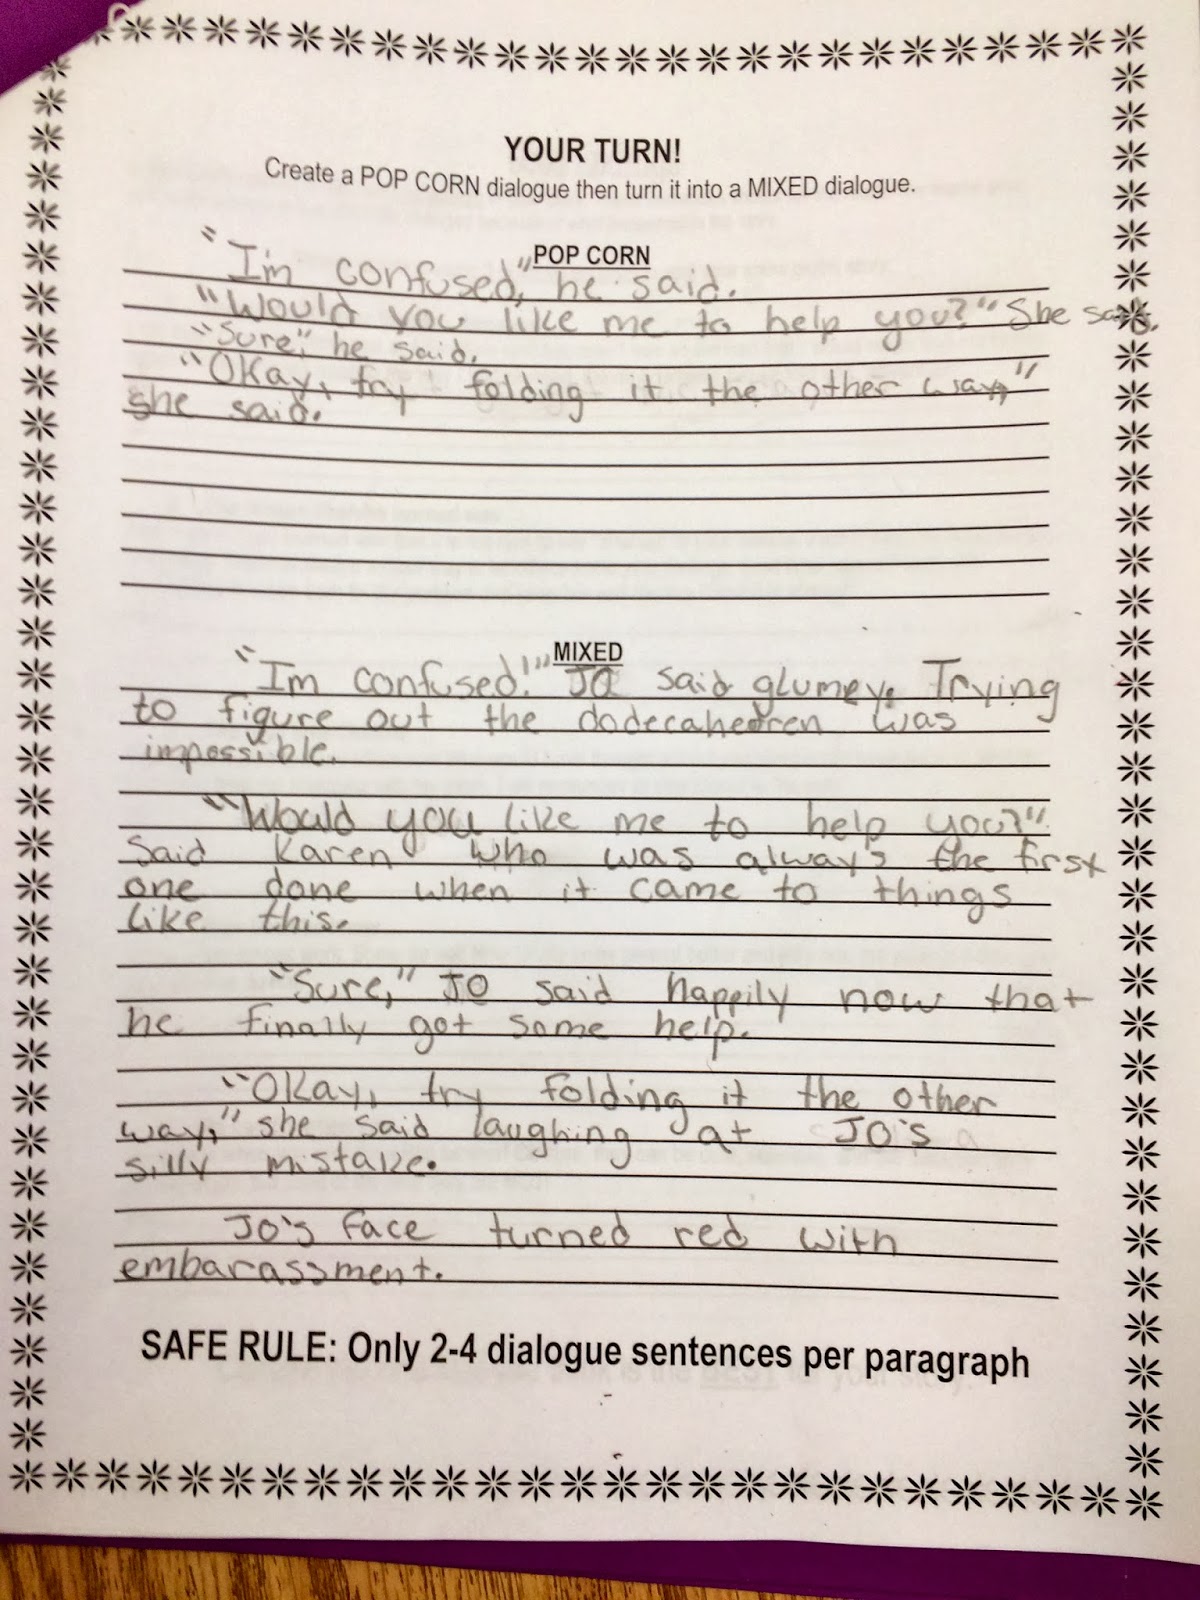 YOUR TURN!
Create a POP CORN dialogue then turn it into a MIXED dialogue.
POP CORN
"I'm confused," he said.
"Would you like me to help you?" She said.
"Sure," he said.
"Okay, try folding it the other way,"
she said.
MIXED
"I'm confused!" JO said glumey. Trying
to figure out the dodecahedren was
impossible.
"Would you like me to help you?"
Said Karen who was always the first
one done when it came to things
like this.
"Sure," JO said happily now that
he finally got some help.
"Okay, try folding it the other
way," she said laughing at JO's
silly mistake.
Jo's face turned red with
embarassment.
SAFE RULE: Only 2-4 dialogue sentences per paragraph